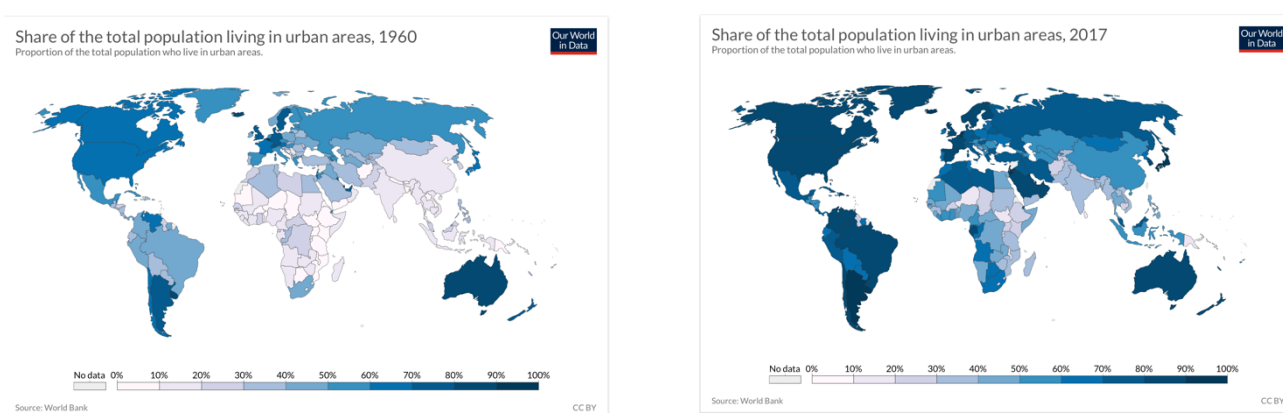 Share of the total population living in urban areas, 1960
Proportion of the total population who live in urban areas.
Our World
in Data
No data 0% 10% 20% 30% 40% 50% 60% 70% 80% 90% 100%
Source: World Bank
CC BY
Share of the total population living in urban areas, 2017
Proportion of the total population who live in urban areas.
Our World
in Data
No data 0% 10% 20% 30% 40% 50% 60% 70% 80% 90% 100%
Source: World Bank
CC BY